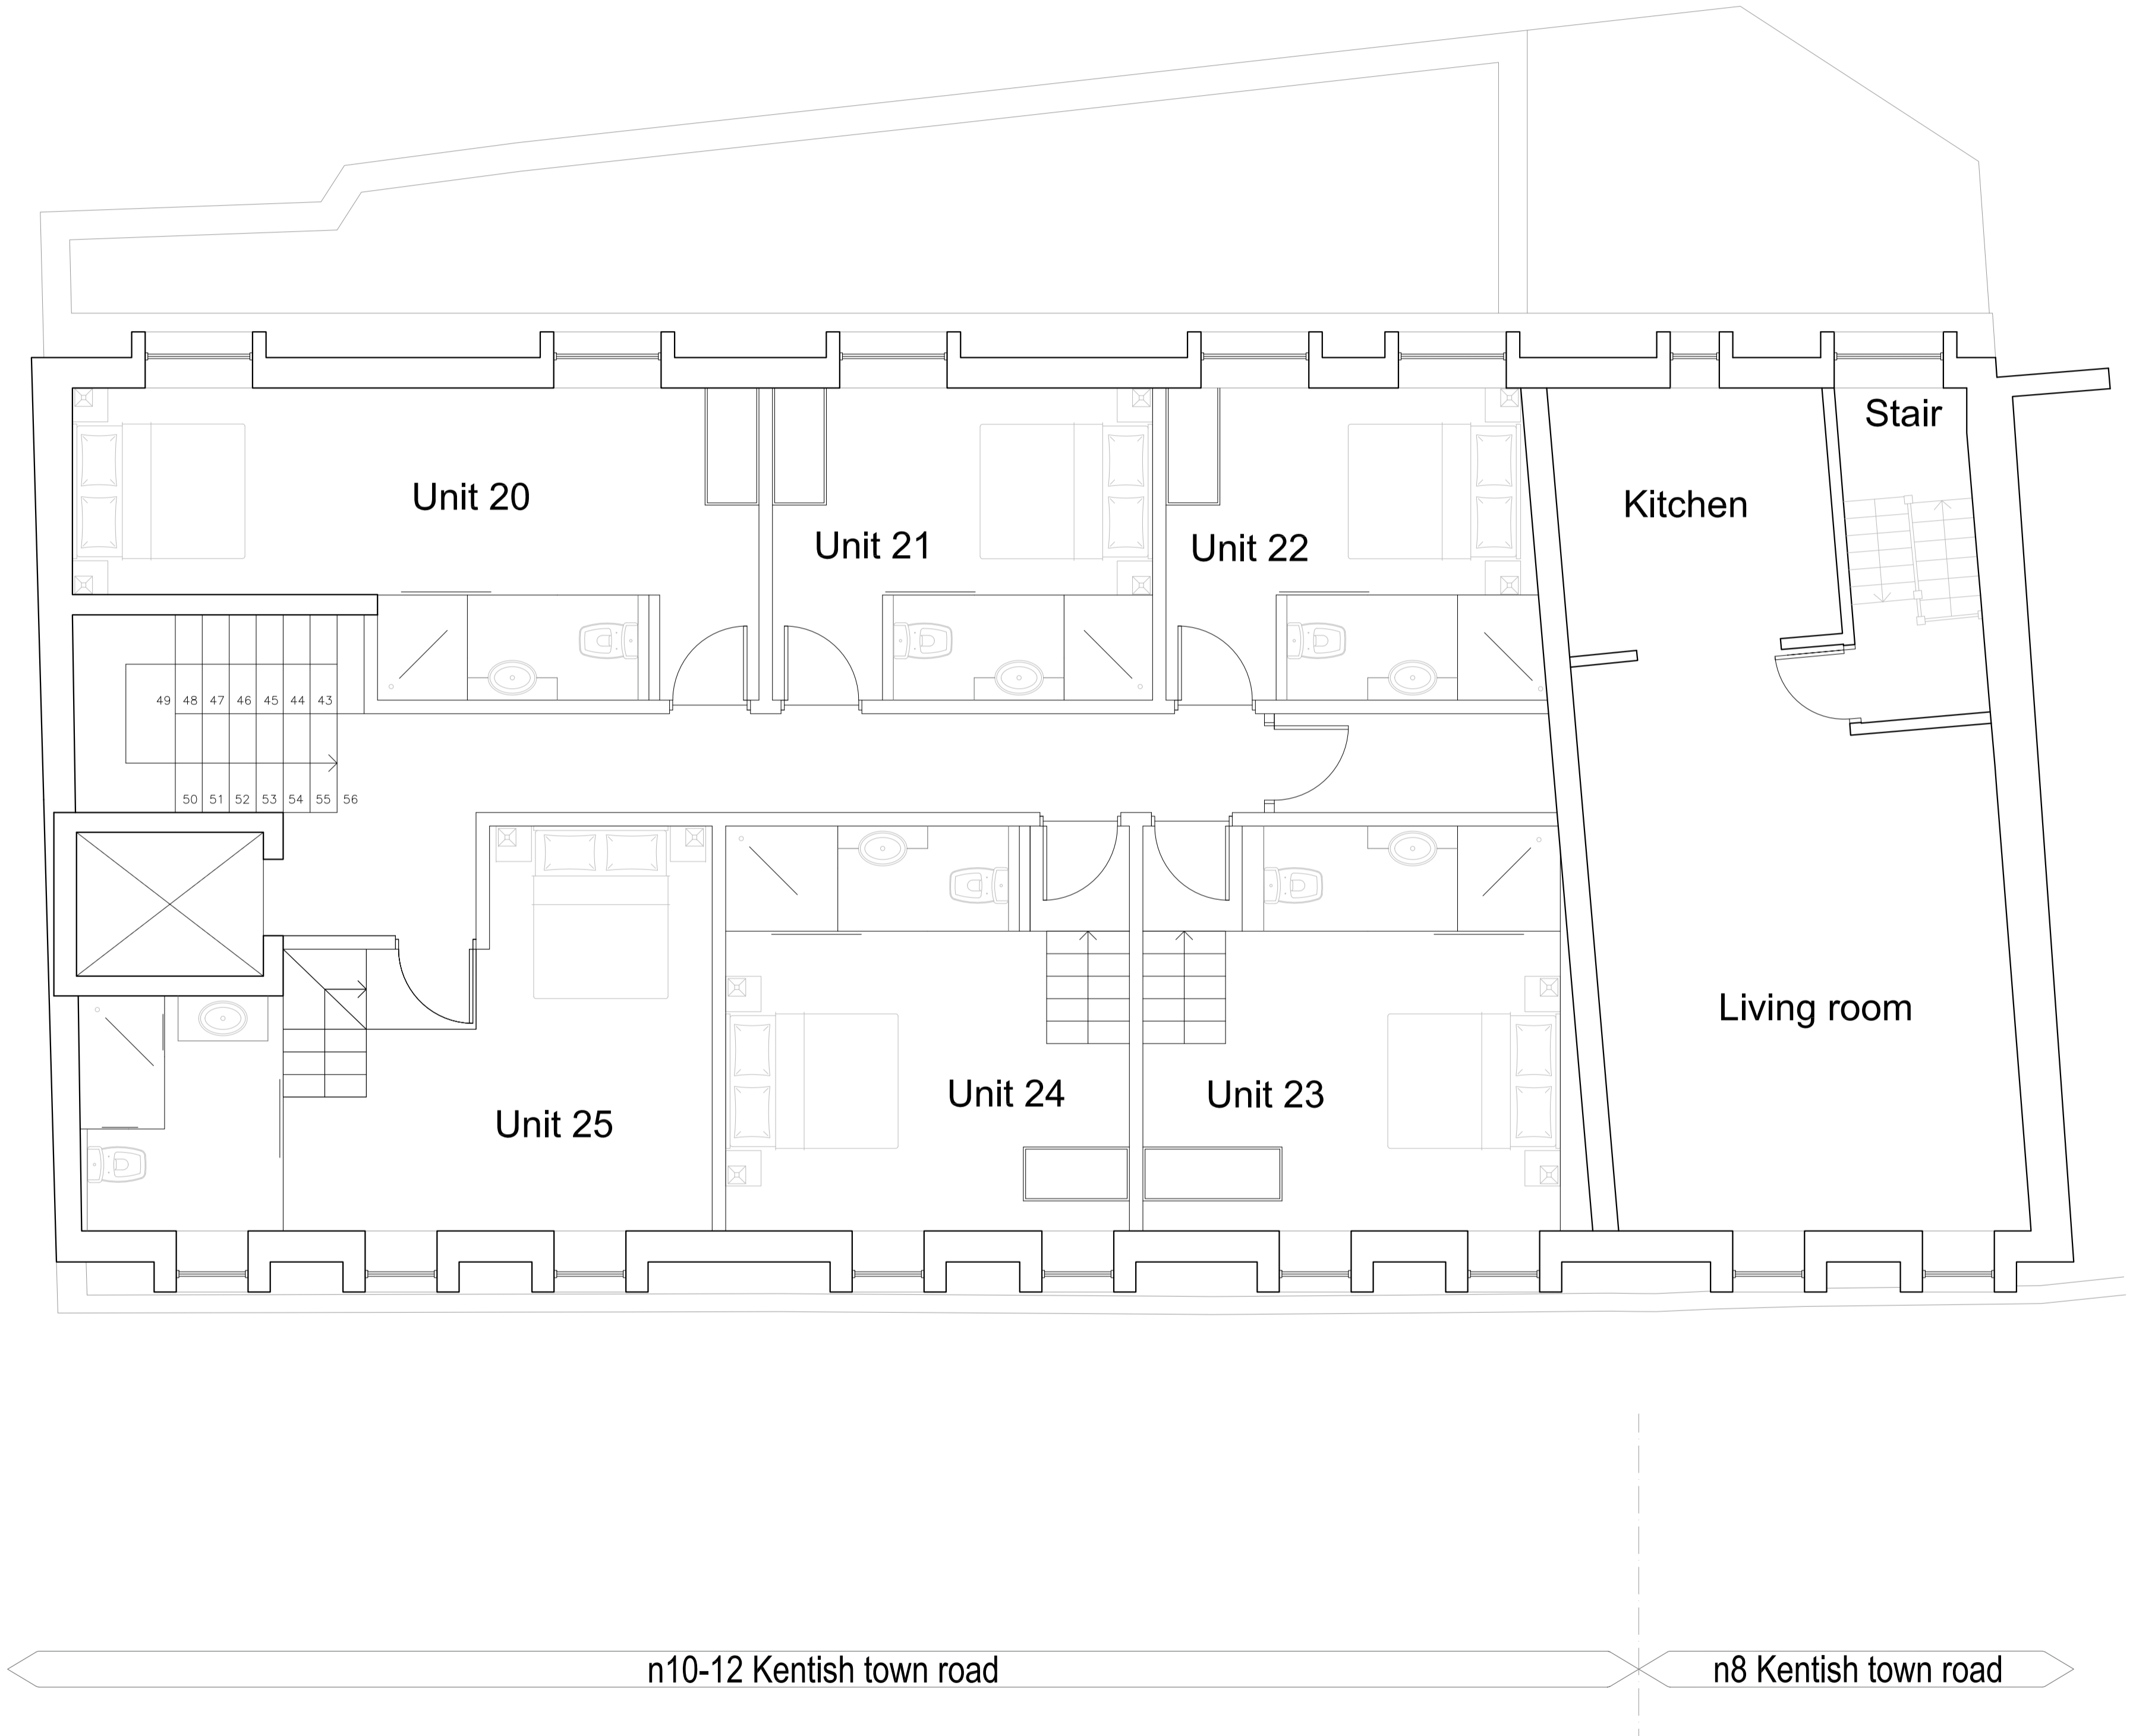 Stair
Unit 20
Kitchen
Unit 21
Unit 22
49 48 47 46 45 44 43
50 51 52 53 54 55 56
Living room
Unit 24
Unit 23
Unit 25
n10-12 Kentish town road
n8 Kentish town road